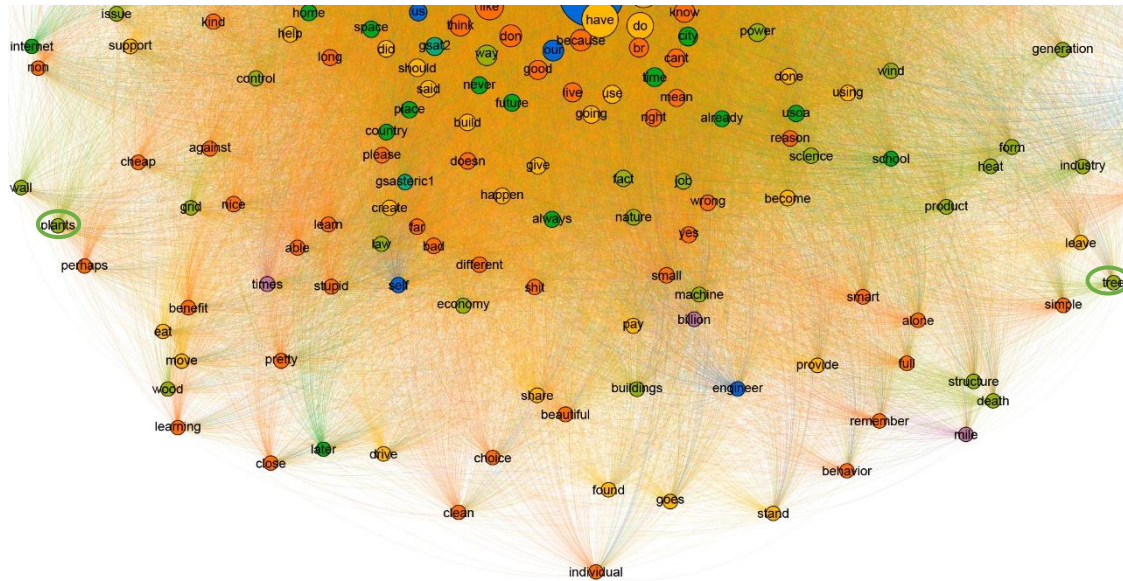 us
like
have
home
issue
kind
space
think
do
know
help
don
because
city
power
internet
support
did
gsat2
way
our
br
generation
non
long
should
good
cant
control
said
never
time
done
wind
place
future
live
use
mean
using
going
right
already
usoa
country
build
reason
against
please
doesn
science
school
form
cheap
give
heat
industry
wall
gsasteric1
happen
fact
job
become
grid
nice
create
wrong
product
plants
learn
far
always
nature
able
law
bad
yes
leave
perhaps
different
small
times
stupid
self
shit
machine
tree
benefit
economy
billion
smart
simple
eat
pay
alone
move
pretty
provide
full
wood
buildings
engineer
structure
share
death
learning
beautiful
remember
later
drive
choice
mile
close
behavior
found
goes
clean
stand
individual